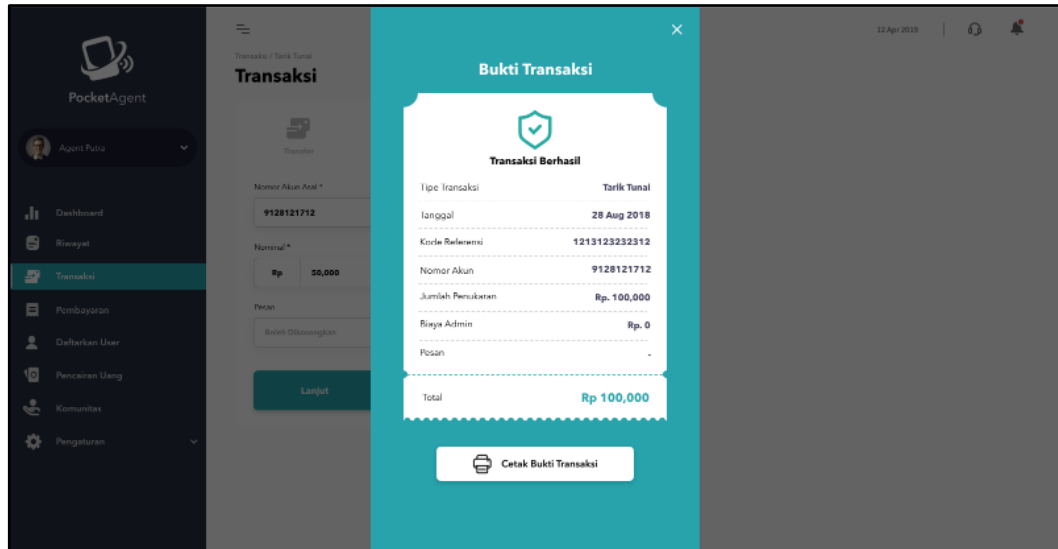 PocketAgent
Agent Putra
Dashboard
Riwayat
Transaksi
Pembayaran
Daftarkan User
Pencairan Uang
Komunitas
Pengaturan
12 Apr 2019
Transaksi / Tarik Tunai
Transaksi
Transfer
Nomor Akun Asal *
9128121712
Nominal *
Rp 50,000
Pesan
Boleh Dikosongkan
Lanjut
Bukti Transaksi
Transaksi Berhasil
Tipe Transaksi Tarik Tunai
Tanggal 28 Aug 2018
Kode Referensi 1213123232312
Nomor Akun 9128121712
Jumlah Penukaran Rp. 100,000
Biaya Admin Rp. 0
Pesan -
Total Rp 100,000
Cetak Bukti Transaksi